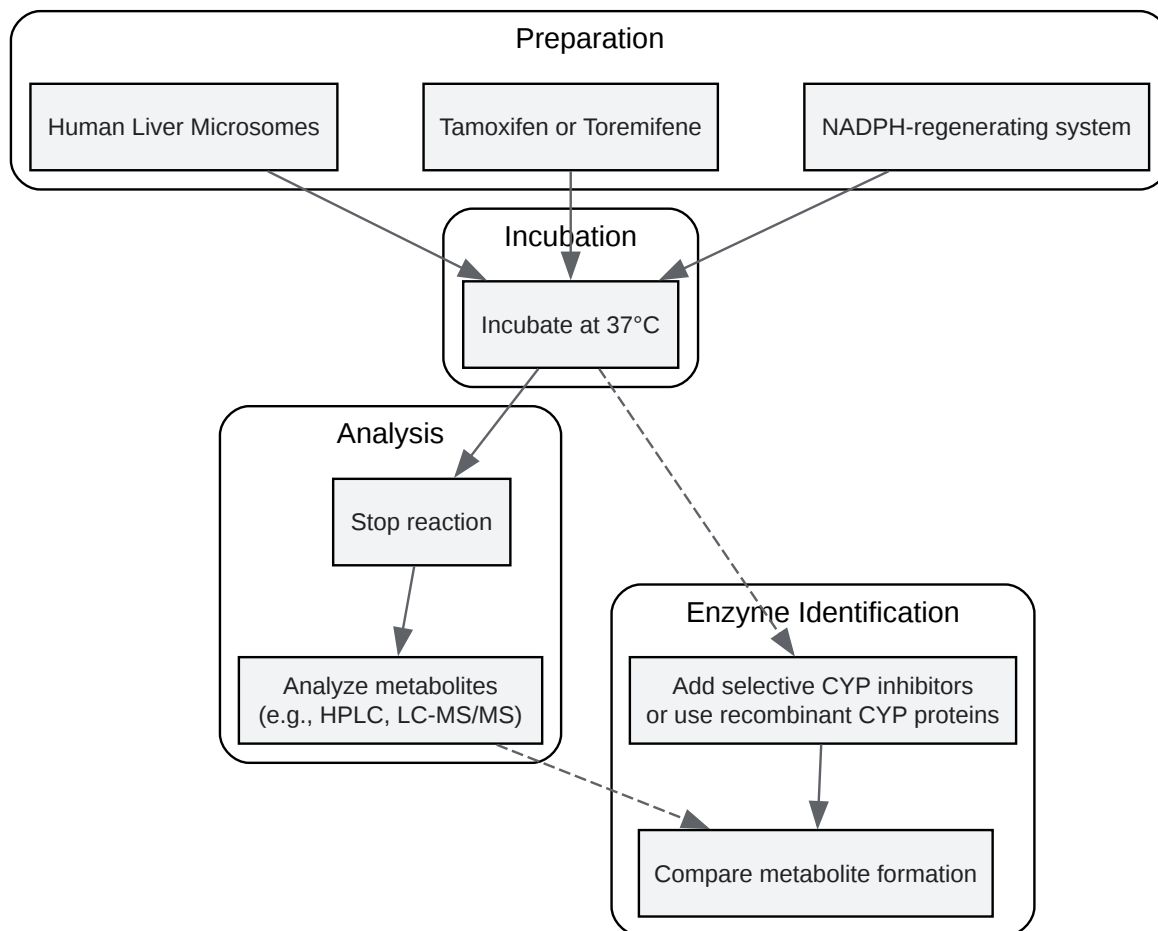 Preparation
Human Liver Microsomes
Tamoxifen or Toremifene
NADPH-regenerating system
Incubation
Incubate at 37°C
Analysis
Stop reaction
Analyze metabolites
(e.g., HPLC, LC-MS/MS)
Enzyme Identification
Add selective CYP inhibitors
or use recombinant CYP proteins
Compare metabolite formation